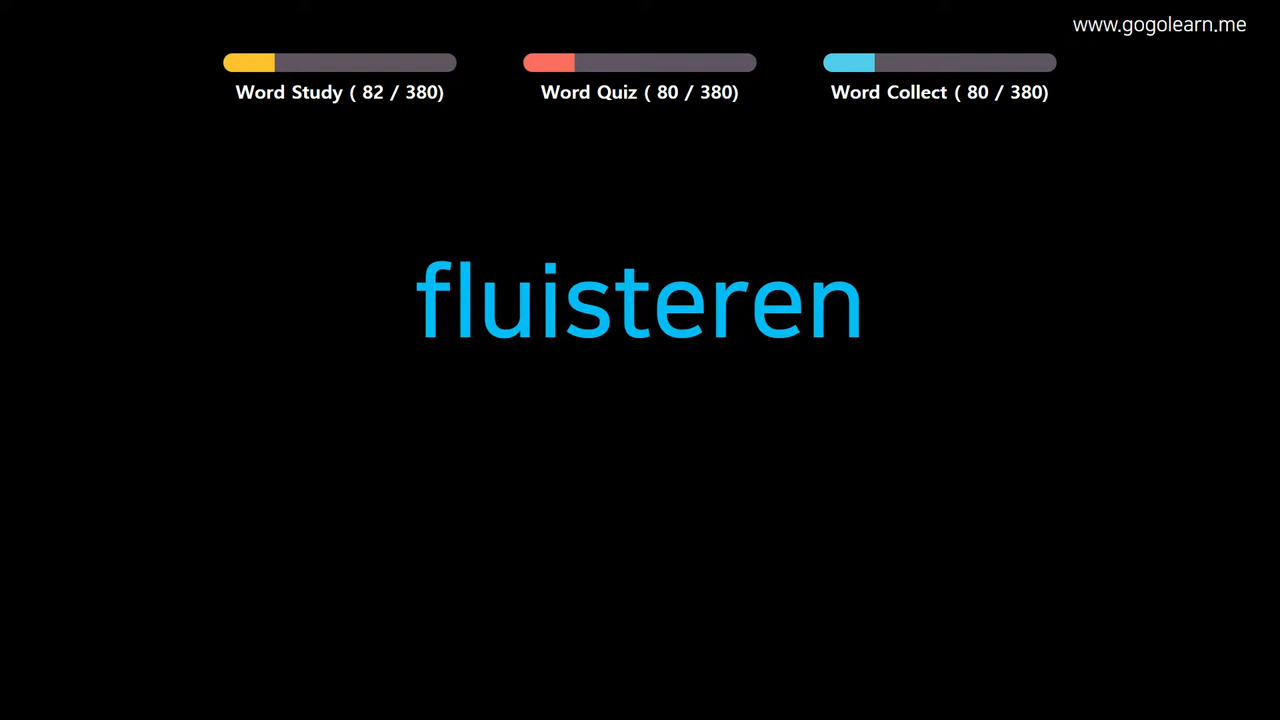 www.gogolearn.me
Word Study ( 82 / 380)
Word Quiz ( 80 / 380)
Word Collect ( 80 / 380)
fluisteren